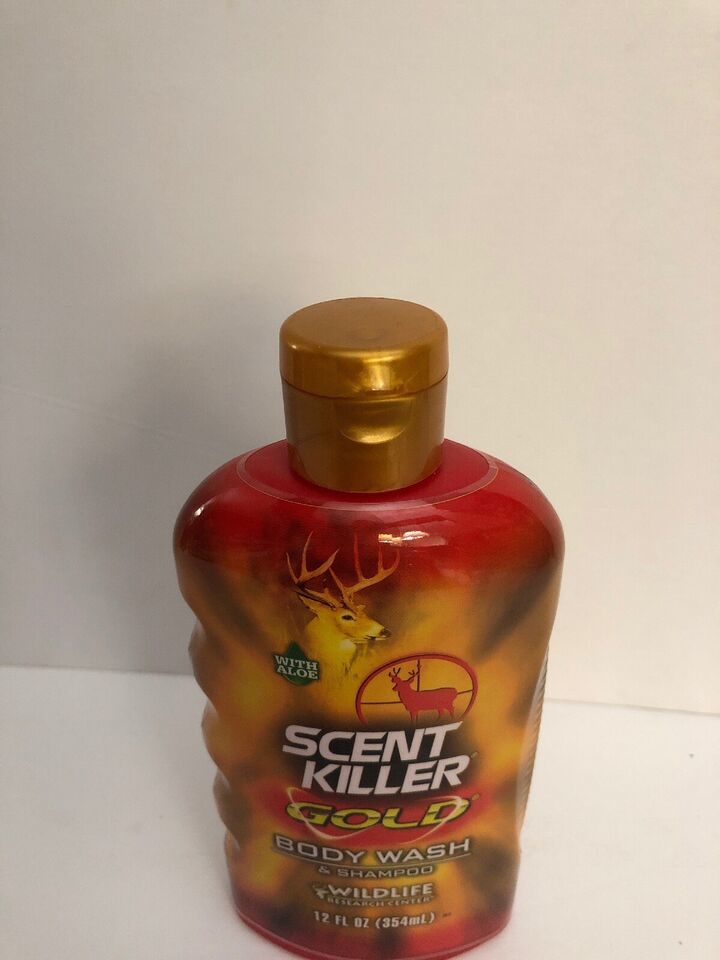 WITH
ALOE
SCENT
KILLER®
GOLD®
BODY WASH
& SHAMPOO
WILDLIFE
RESEARCH CENTER®
12 FL OZ (354mL)